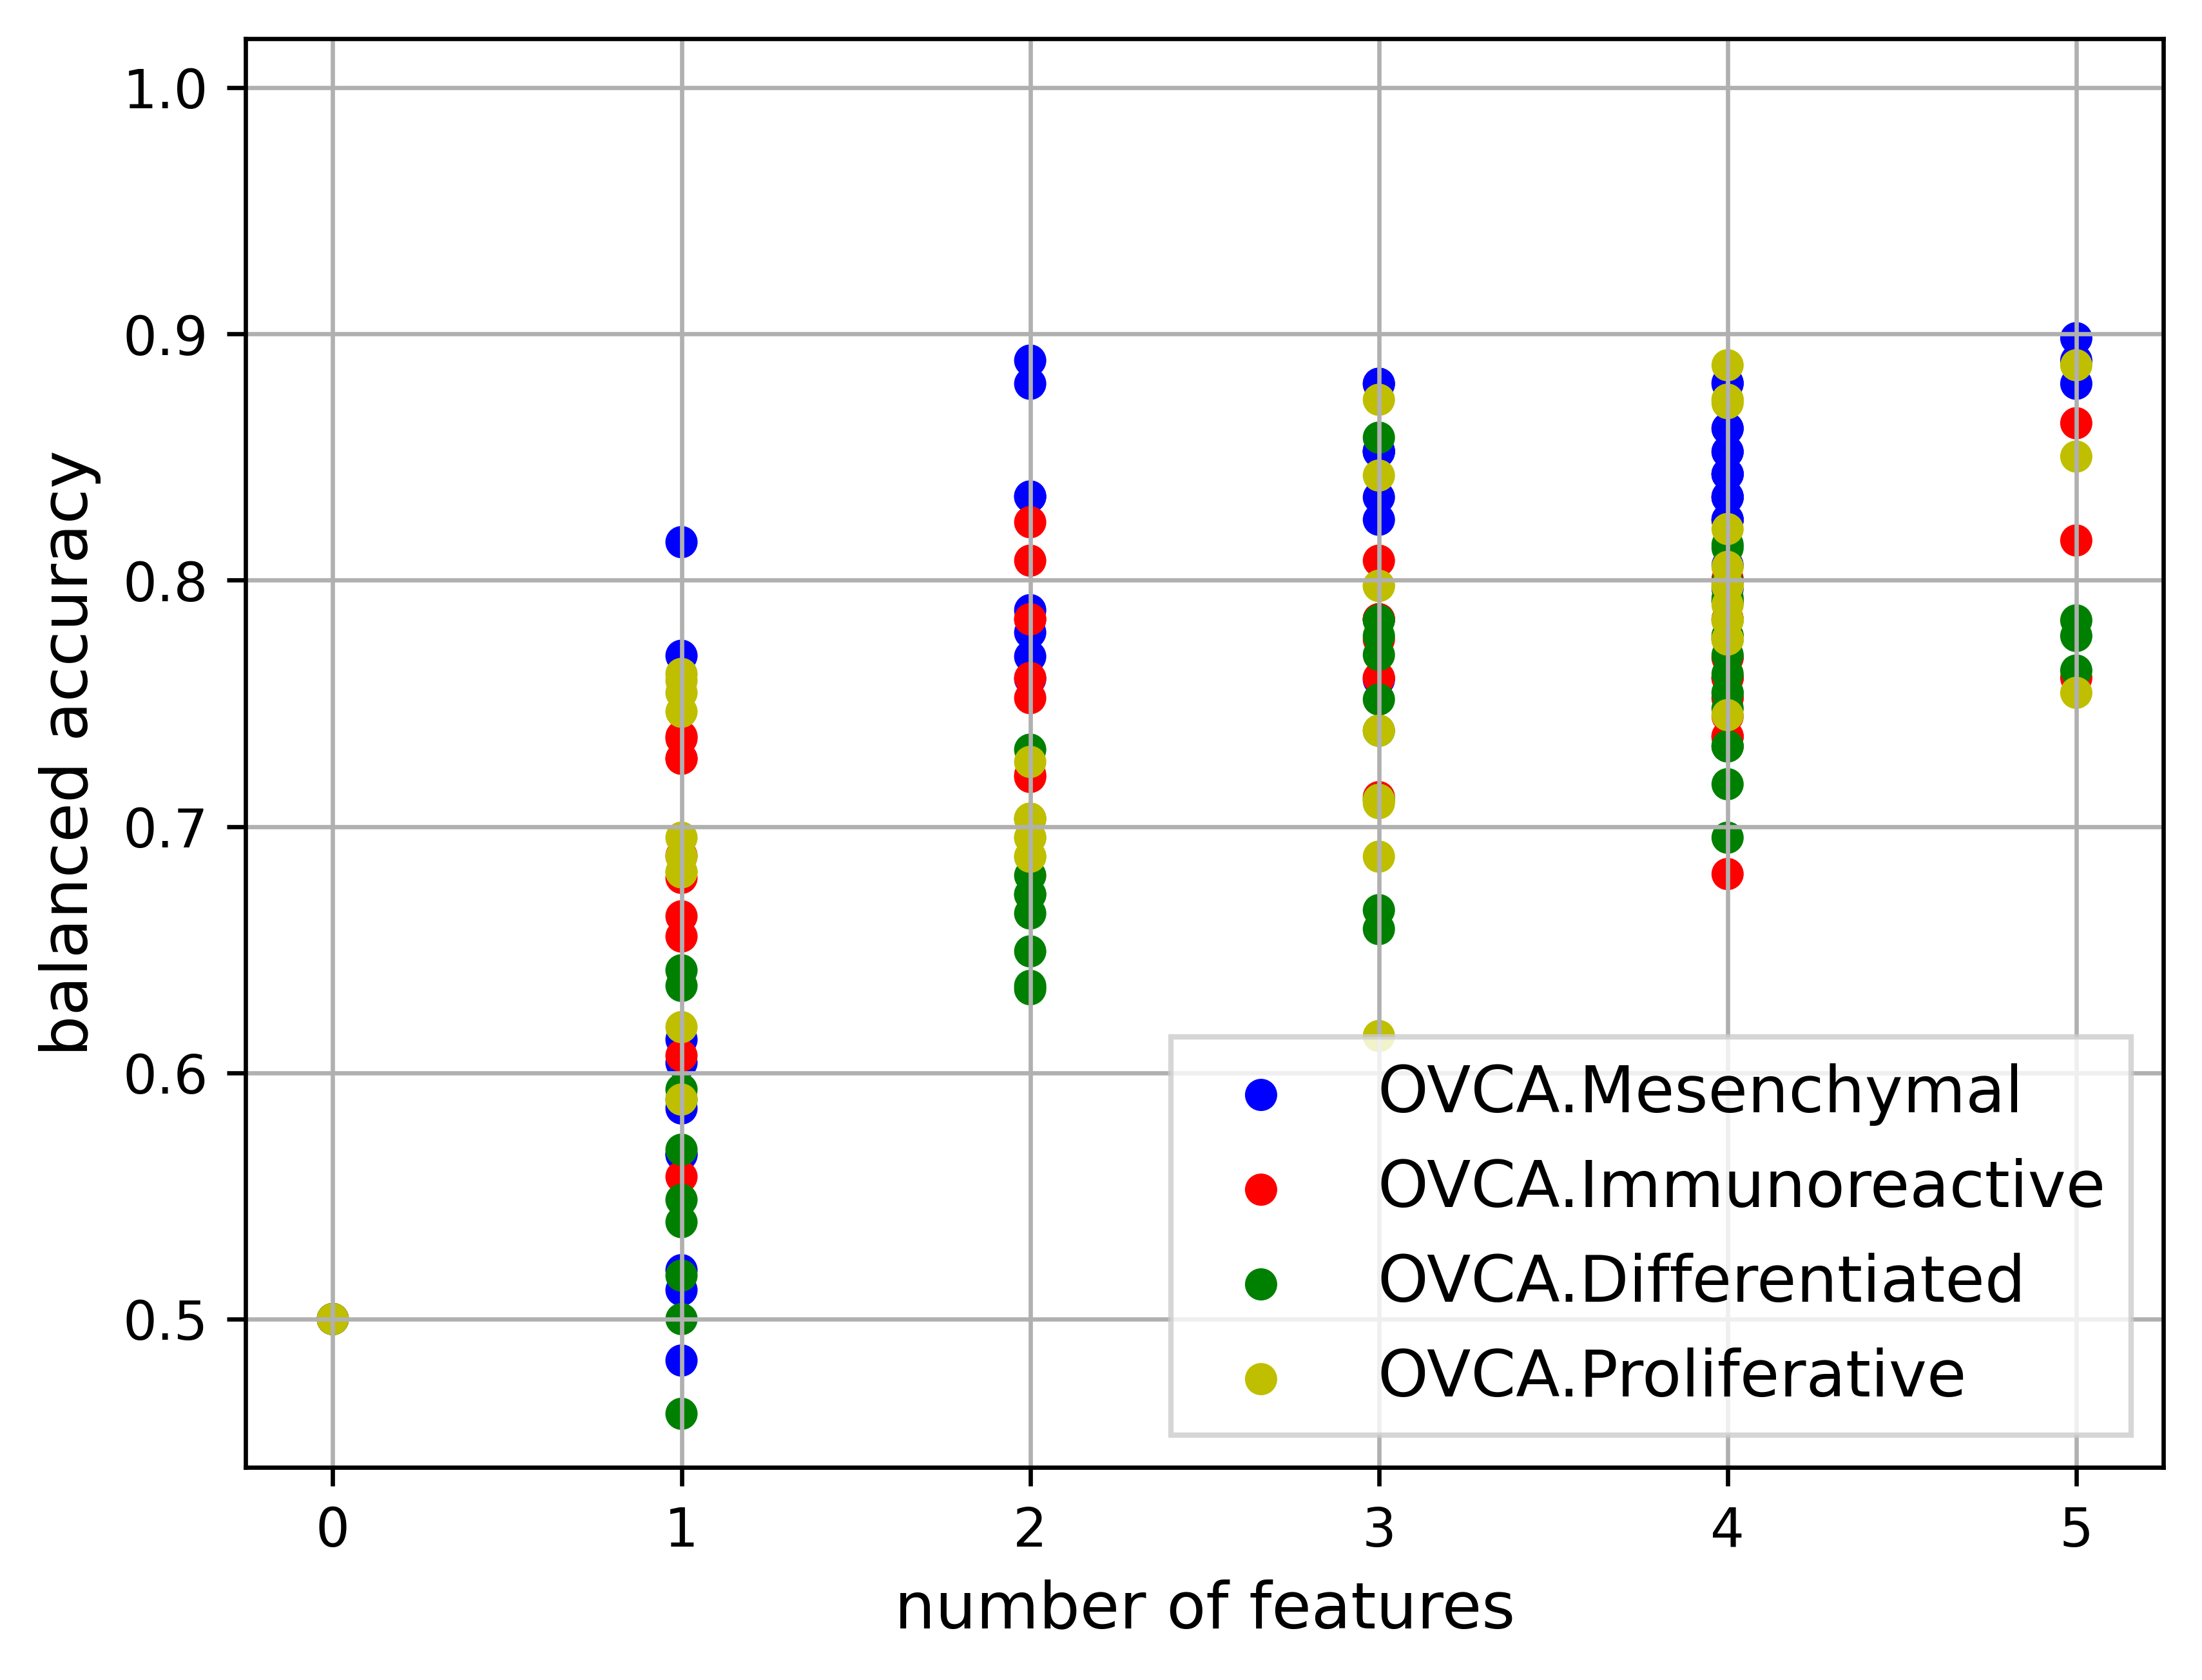 1.0
0.9
0.8
0.7
0.6
0.5
balanced accuracy
OVCA.Mesenchymal
OVCA.Immunoreactive
OVCA.Differentiated
OVCA.Proliferative
0 1 2 3 4 5
number of features